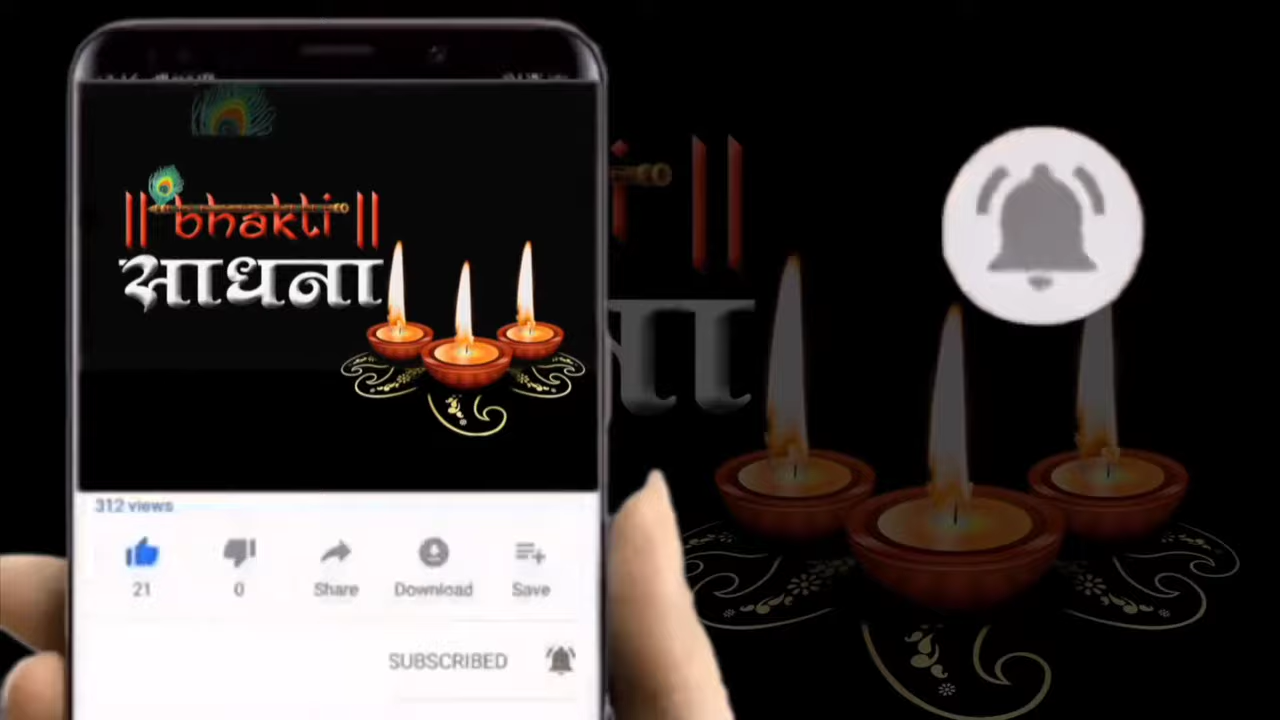 || bhakti ||
साधना
312 views
21
0
Share
Download
Save
SUBSCRIBED
||
ना